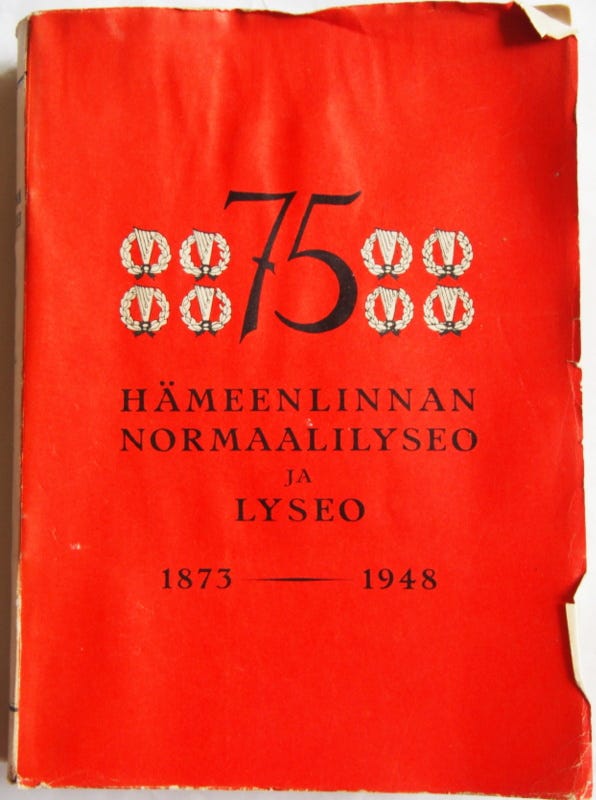 75
HÄMEENLINNAN
NORMAALILYSEO
JA
LYSEO
1873 — 1948